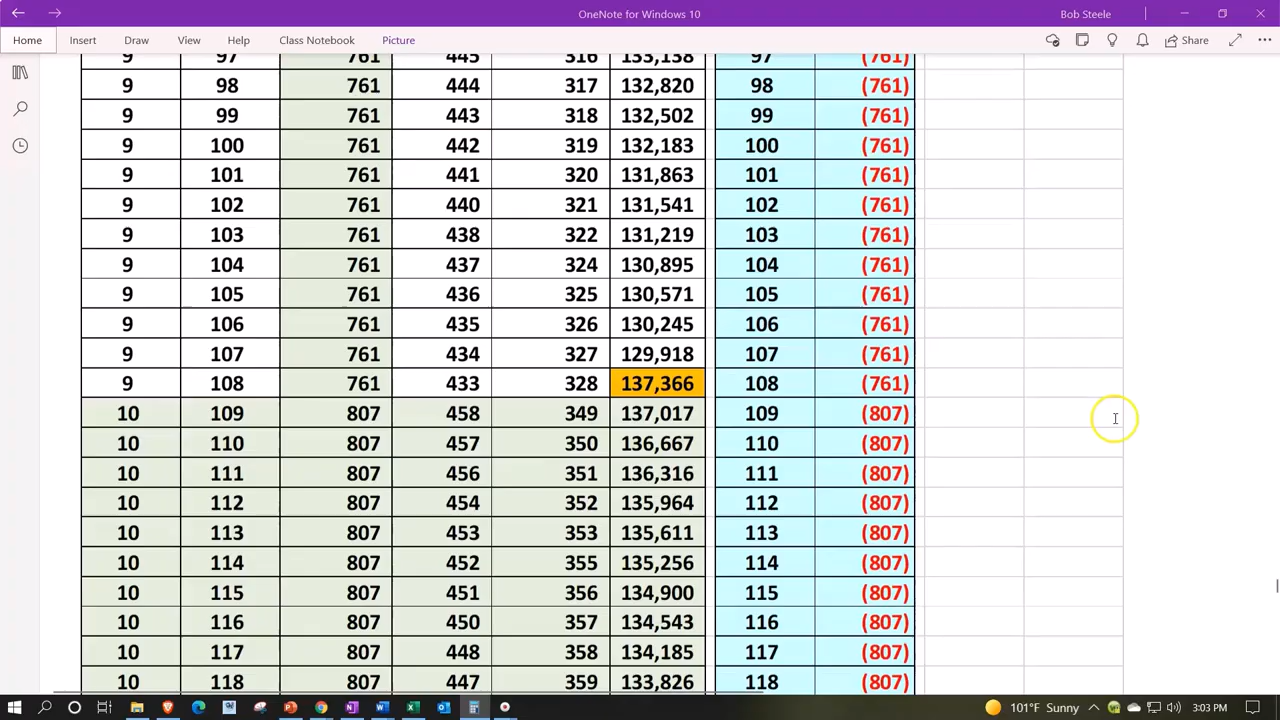 OneNote for Windows 10
Bob Steele
Home Insert Draw View Help Class Notebook Picture
Share
9 97 761 445 316 133,138 97 (761)
9 98 761 444 317 132,820 98 (761)
9 99 761 443 318 132,502 99 (761)
9 100 761 442 319 132,183 100 (761)
9 101 761 441 320 131,863 101 (761)
9 102 761 440 321 131,541 102 (761)
9 103 761 438 322 131,219 103 (761)
9 104 761 437 324 130,895 104 (761)
9 105 761 436 325 130,571 105 (761)
9 106 761 435 326 130,245 106 (761)
9 107 761 434 327 129,918 107 (761)
9 108 761 433 328 137,366 108 (761)
10 109 807 458 349 137,017 109 (807)
10 110 807 457 350 136,667 110 (807)
10 111 807 456 351 136,316 111 (807)
10 112 807 454 352 135,964 112 (807)
10 113 807 453 353 135,611 113 (807)
10 114 807 452 355 135,256 114 (807)
10 115 807 451 356 134,900 115 (807)
10 116 807 450 357 134,543 116 (807)
10 117 807 448 358 134,185 117 (807)
10 118 807 447 359 133,826 118 (807)
101°F Sunny 3:03 PM